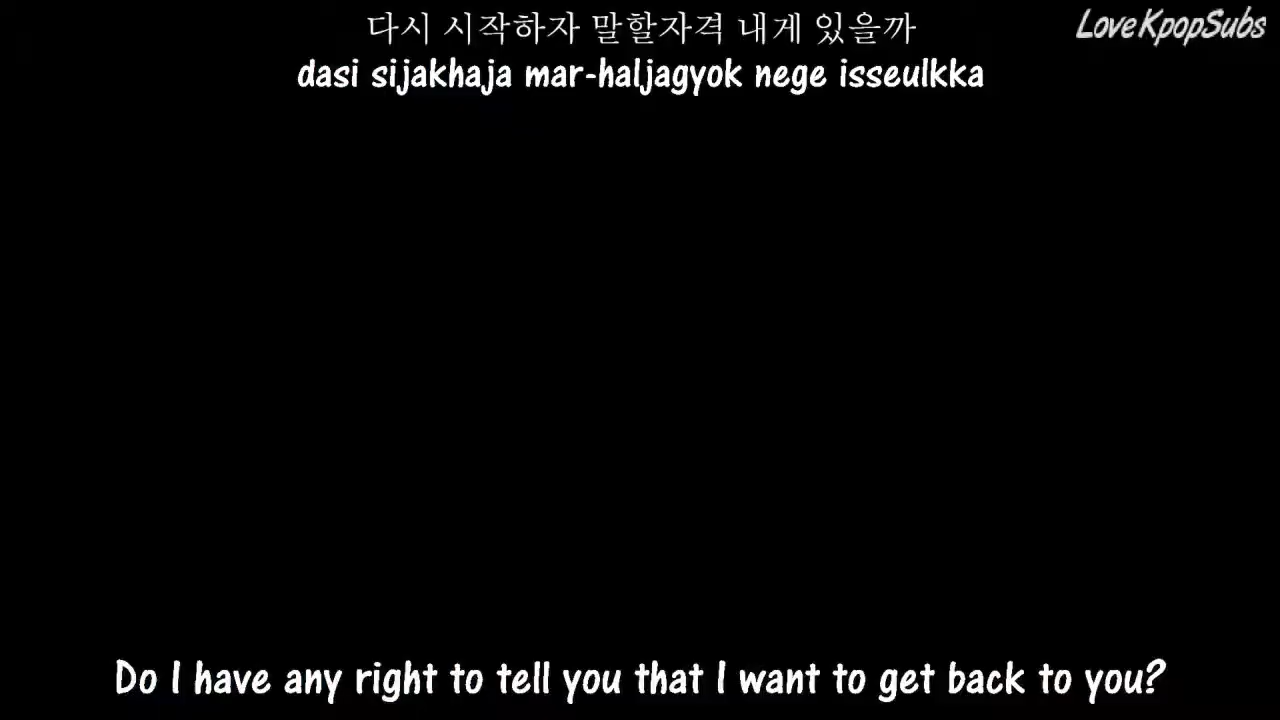 다시 시작하자 말할자격 내게 있을까
LoveKpopSubs
dasi sijakhaja mar-haljagyok nege isseulkka
Do I have any right to tell you that I want to get back to you?